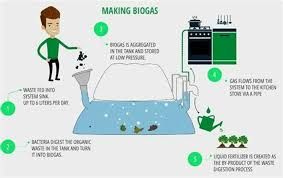 MAKING BIOGAS
1
WASTE FED INTO
SYSTEM SINK.
UP TO 6 LITERS PER DAY.
2
BACTERIA DIGEST THE ORGANIC
WASTE IN THE TANK AND TURN
IT INTO BIOGAS.
3
BIOGAS IS AGGREGATED
IN THE TANK AND STORED
AT LOW PRESSURE.
4
GAS FLOWS FROM THE
SYSTEM TO THE KITCHEN
STOVE VIA A PIPE
5
LIQUID FERTILIZER IS CREATED AS
THE BY-PRODUCT OF THE WASTE
DIGESTION PROCESS